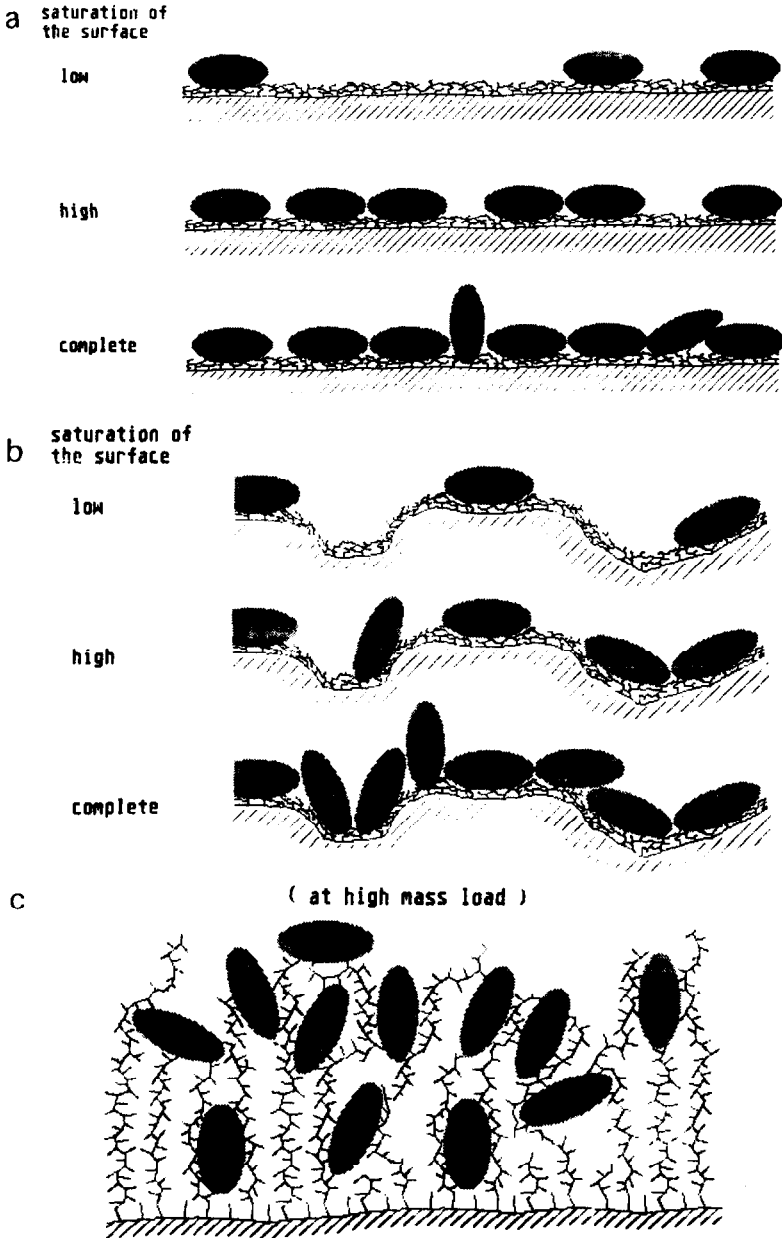 a
saturation of
the surface
low
high
complete
b
saturation of
the surface
low
high
complete
c
( at high mass load )